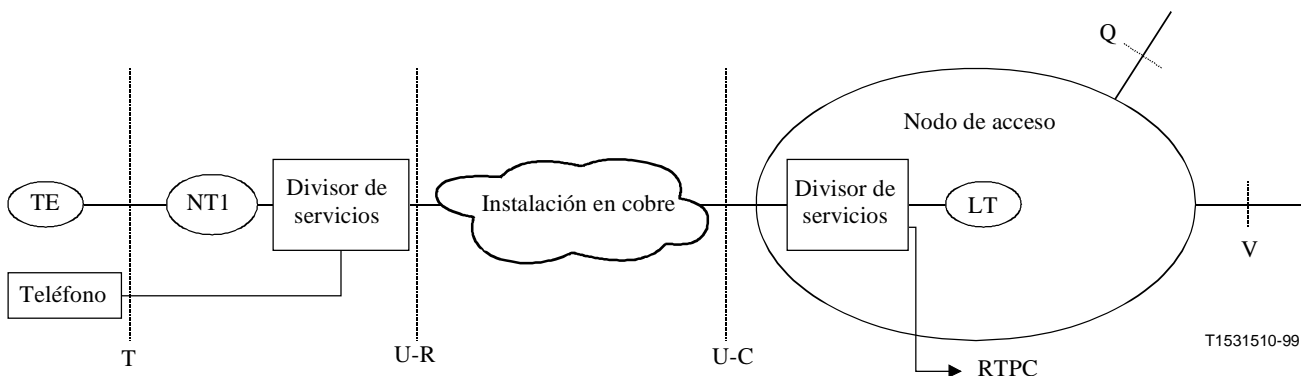 Q
Nodo de acceso
TE
NT1
Divisor de
servicios
Instalación en cobre
Divisor de
servicios
LT
V
Teléfono
T
U-R
U-C
RTPC
T1531510-99